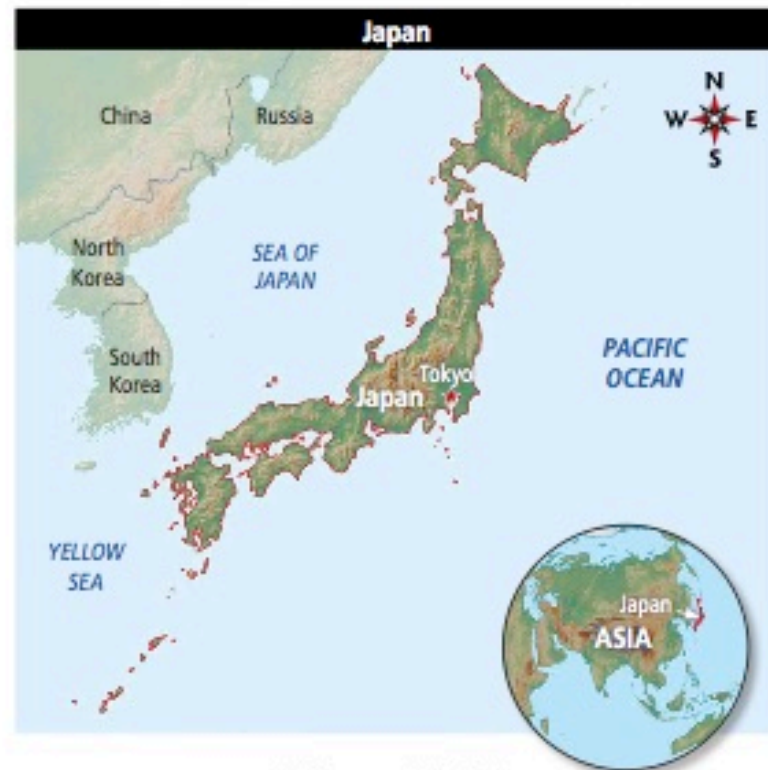 Japan
N
W E
S
China
Russia
North
Korea
SEA OF
JAPAN
South
Korea
PACIFIC
OCEAN
Tokyo
Japan
YELLOW
SEA
Japan
ASIA